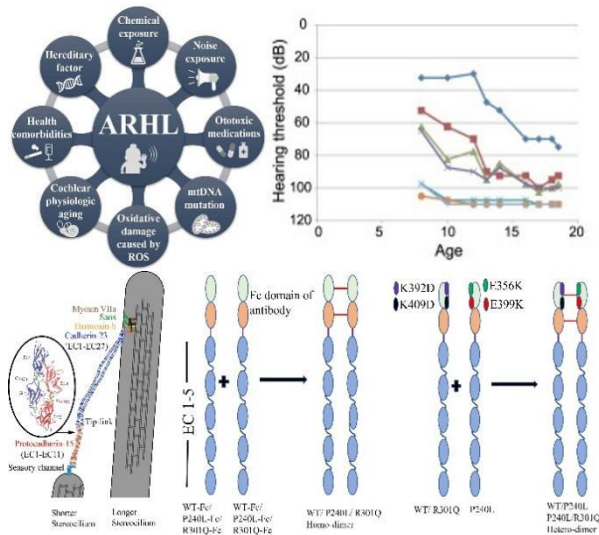 Chemical
exposure
Hereditary
factor
Noise
exposure
Health
comorbidities
ARHL
Ototoxic
medications
Cochlear
physiologic
aging
Oxidative
damage
caused by
ROS
mtDNA
mutation
Hearing threshold (dB)
0
20
40
60
80
100
120
0
5
10
15
20
Age
Myosin VIIa
Sans
Harmonin-b
Cadherin-23
(EC1-EC27)
Tip-link
Protocadherin-15
(EC1-EC11)
Sensory channel
Shorter
Stereocilium
Longer
Stereocilium
EC 1-5
Fc domain of
antibody
+
WT-Fc/
P240L-Fc/
R301Q-Fc
WT-Fc/
P240L-Fc/
R301Q-Fc
WT/ P240L/ R301Q
Homo-dimer
K392D
K409D
E356K
E399K
+
WT/ R301Q
P240L
WT/P240L
P240L/R301Q
Hetero-dimer